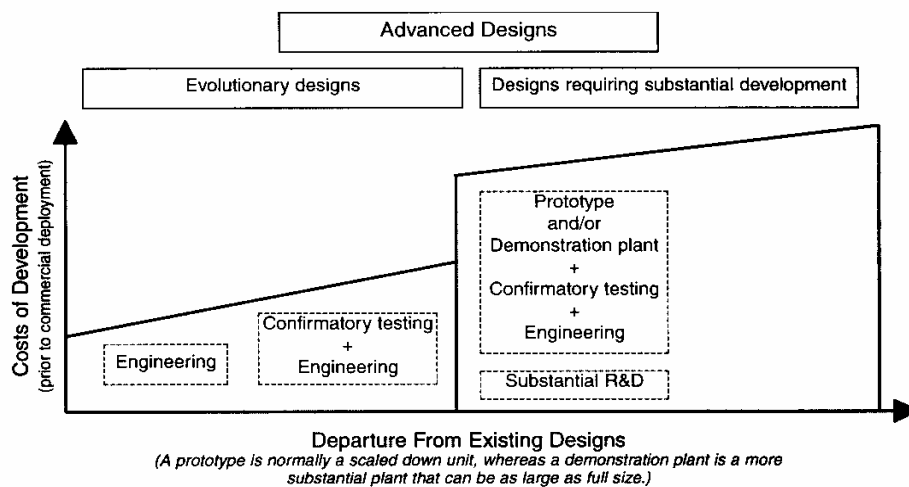 Advanced Designs
Evolutionary designs
Designs requiring substantial development
Costs of Development
(prior to commercial deployment)
Engineering
Confirmatory testing
+
Engineering
Prototype
and/or
Demonstration plant
+
Confirmatory testing
+
Engineering
Substantial R&D
Departure From Existing Designs
(A prototype is normally a scaled down unit, whereas a demonstration plant is a more
substantial plant that can be as large as full size.)